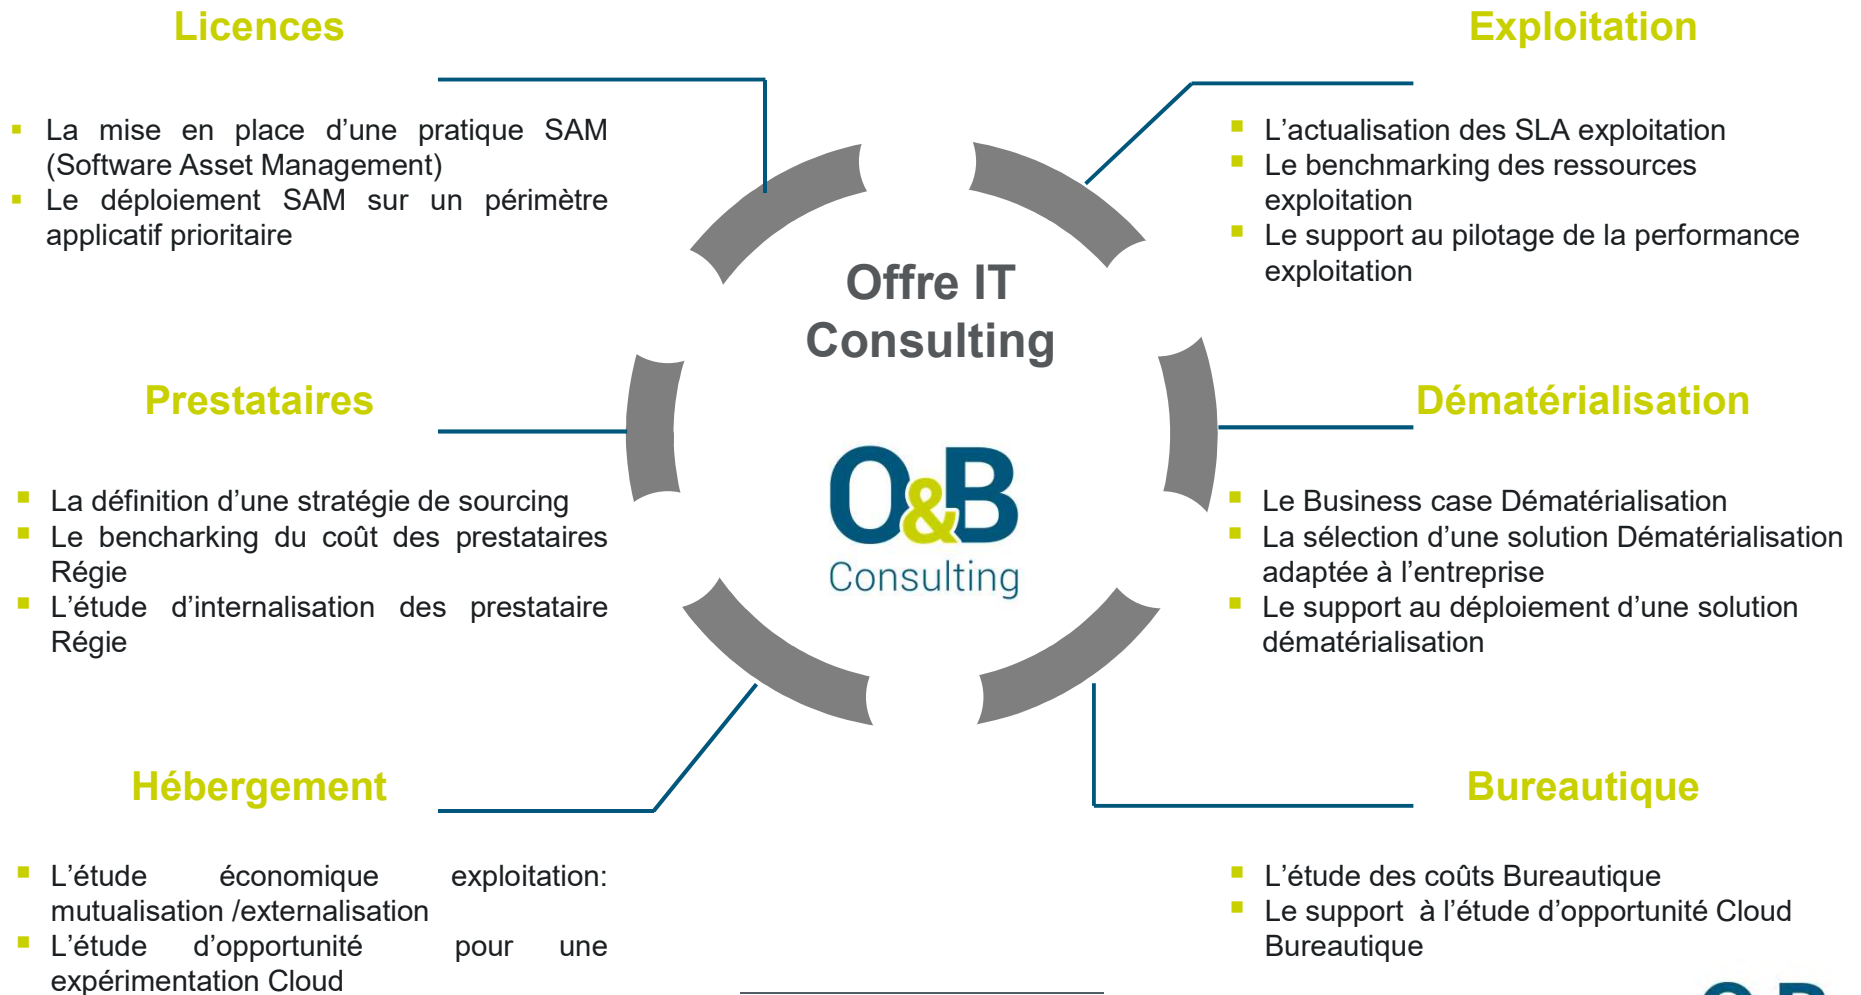 Licences
La mise en place d’une pratique SAM
(Software Asset Management)
Le déploiement SAM sur un périmètre
applicatif prioritaire
Prestataires
La définition d’une stratégie de sourcing
Le bencharking du coût des prestataires
Régie
L’étude d’internalisation des prestataire
Régie
Hébergement
L’étude économique exploitation:
mutualisation /externalisation
L’étude d’opportunité pour une
expérimentation Cloud
Offre IT
Consulting
O&B
Consulting
Exploitation
L’actualisation des SLA exploitation
Le benchmarking des ressources
exploitation
Le support au pilotage de la performance
exploitation
Dématérialisation
Le Business case Dématérialisation
La sélection d’une solution Dématérialisation
adaptée à l’entreprise
Le support au déploiement d’une solution
dématérialisation
Bureautique
L’étude des coûts Bureautique
Le support à l’étude d’opportunité Cloud
Bureautique